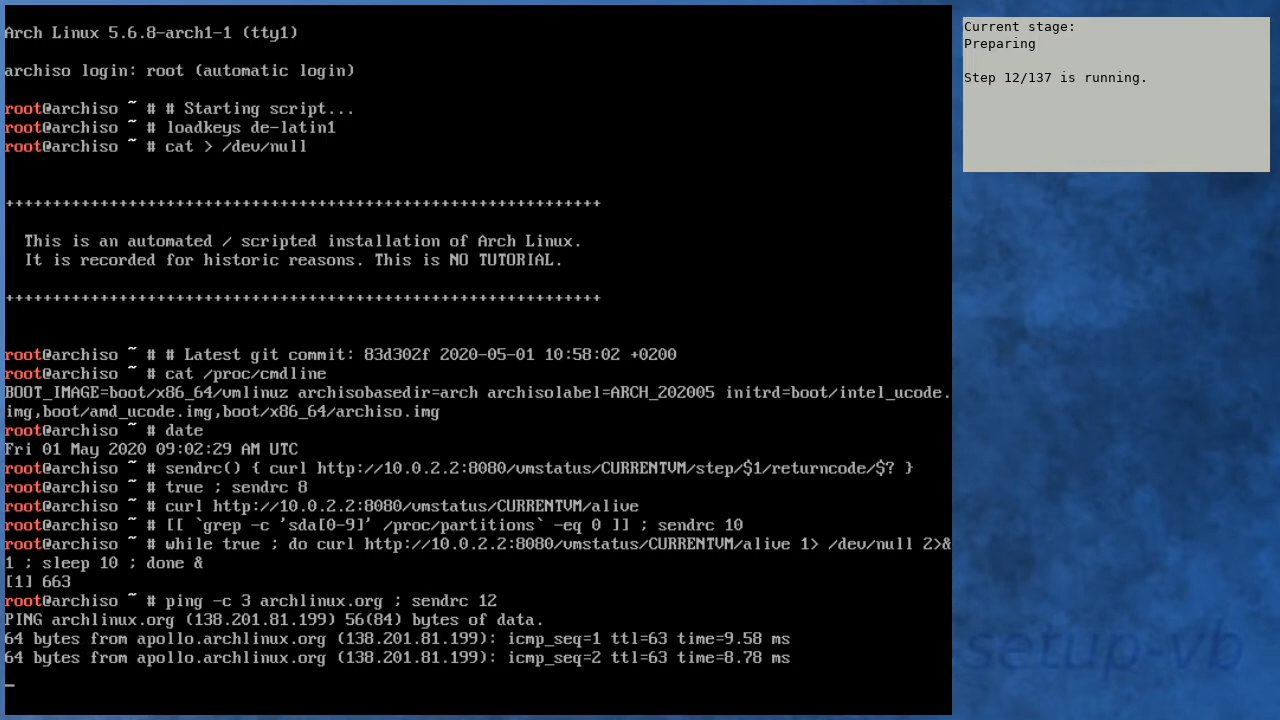 Arch Linux 5.6.8-arch1-1 (tty1)
archiso login: root (automatic login)
root@archiso ~ # # Starting script...
root@archiso ~ # loadkeys de-latin1
root@archiso ~ # cat > /dev/null
+++++++++++++++++++++++++++++++++++++++++++++++++++++++++++++++
This is an automated / scripted installation of Arch Linux.
It is recorded for historic reasons. This is NO TUTORIAL.
+++++++++++++++++++++++++++++++++++++++++++++++++++++++++++++++
root@archiso ~ # # Latest git commit: 83d302f 2020-05-01 10:58:02 +0200
root@archiso ~ # cat /proc/cmdline
BOOT_IMAGE=boot/x86_64/vmlinuz archisobasedir=arch archisolabel=ARCH_202005 initrd=boot/intel_ucode.
img,boot/amd_ucode.img,boot/x86_64/archiso.img
root@archiso ~ # date
Fri 01 May 2020 09:02:29 AM UTC
root@archiso ~ # sendrc() { curl http://10.0.2.2:8080/vmstatus/CURRENTVM/step/$1/returncode/$? }
root@archiso ~ # true ; sendrc 8
root@archiso ~ # curl http://10.0.2.2:8080/vmstatus/CURRENTVM/alive
root@archiso ~ # [[ `grep -c 'sda[0-9]' /proc/partitions` -eq 0 ]] ; sendrc 10
root@archiso ~ # while true ; do curl http://10.0.2.2:8080/vmstatus/CURRENTVM/alive 1> /dev/null 2>&
1 ; sleep 10 ; done &
[1] 663
root@archiso ~ # ping -c 3 archlinux.org ; sendrc 12
PING archlinux.org (138.201.81.199) 56(84) bytes of data.
64 bytes from apollo.archlinux.org (138.201.81.199): icmp_seq=1 ttl=63 time=9.58 ms
64 bytes from apollo.archlinux.org (138.201.81.199): icmp_seq=2 ttl=63 time=8.78 ms
_
Current stage:
Preparing
Step 12/137 is running.
setup-vb